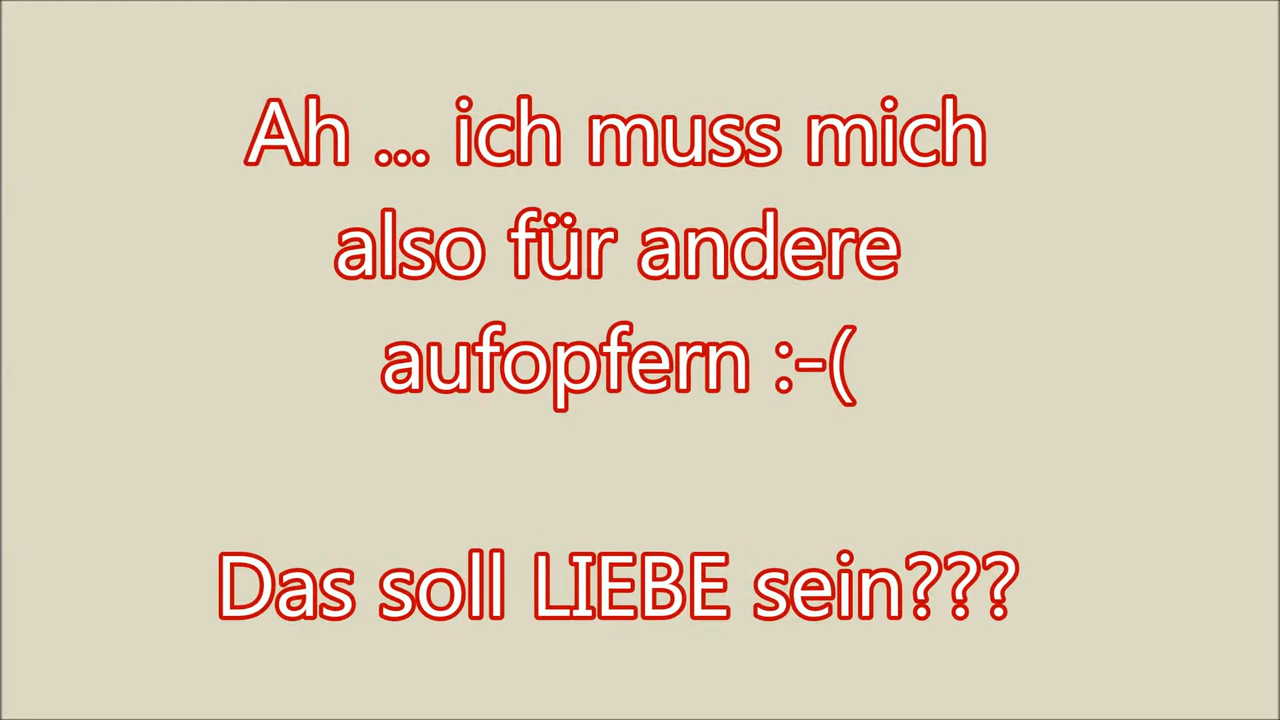 Ah ... ich muss mich
also für andere
aufopfern :-(
Das soll LIEBE sein???